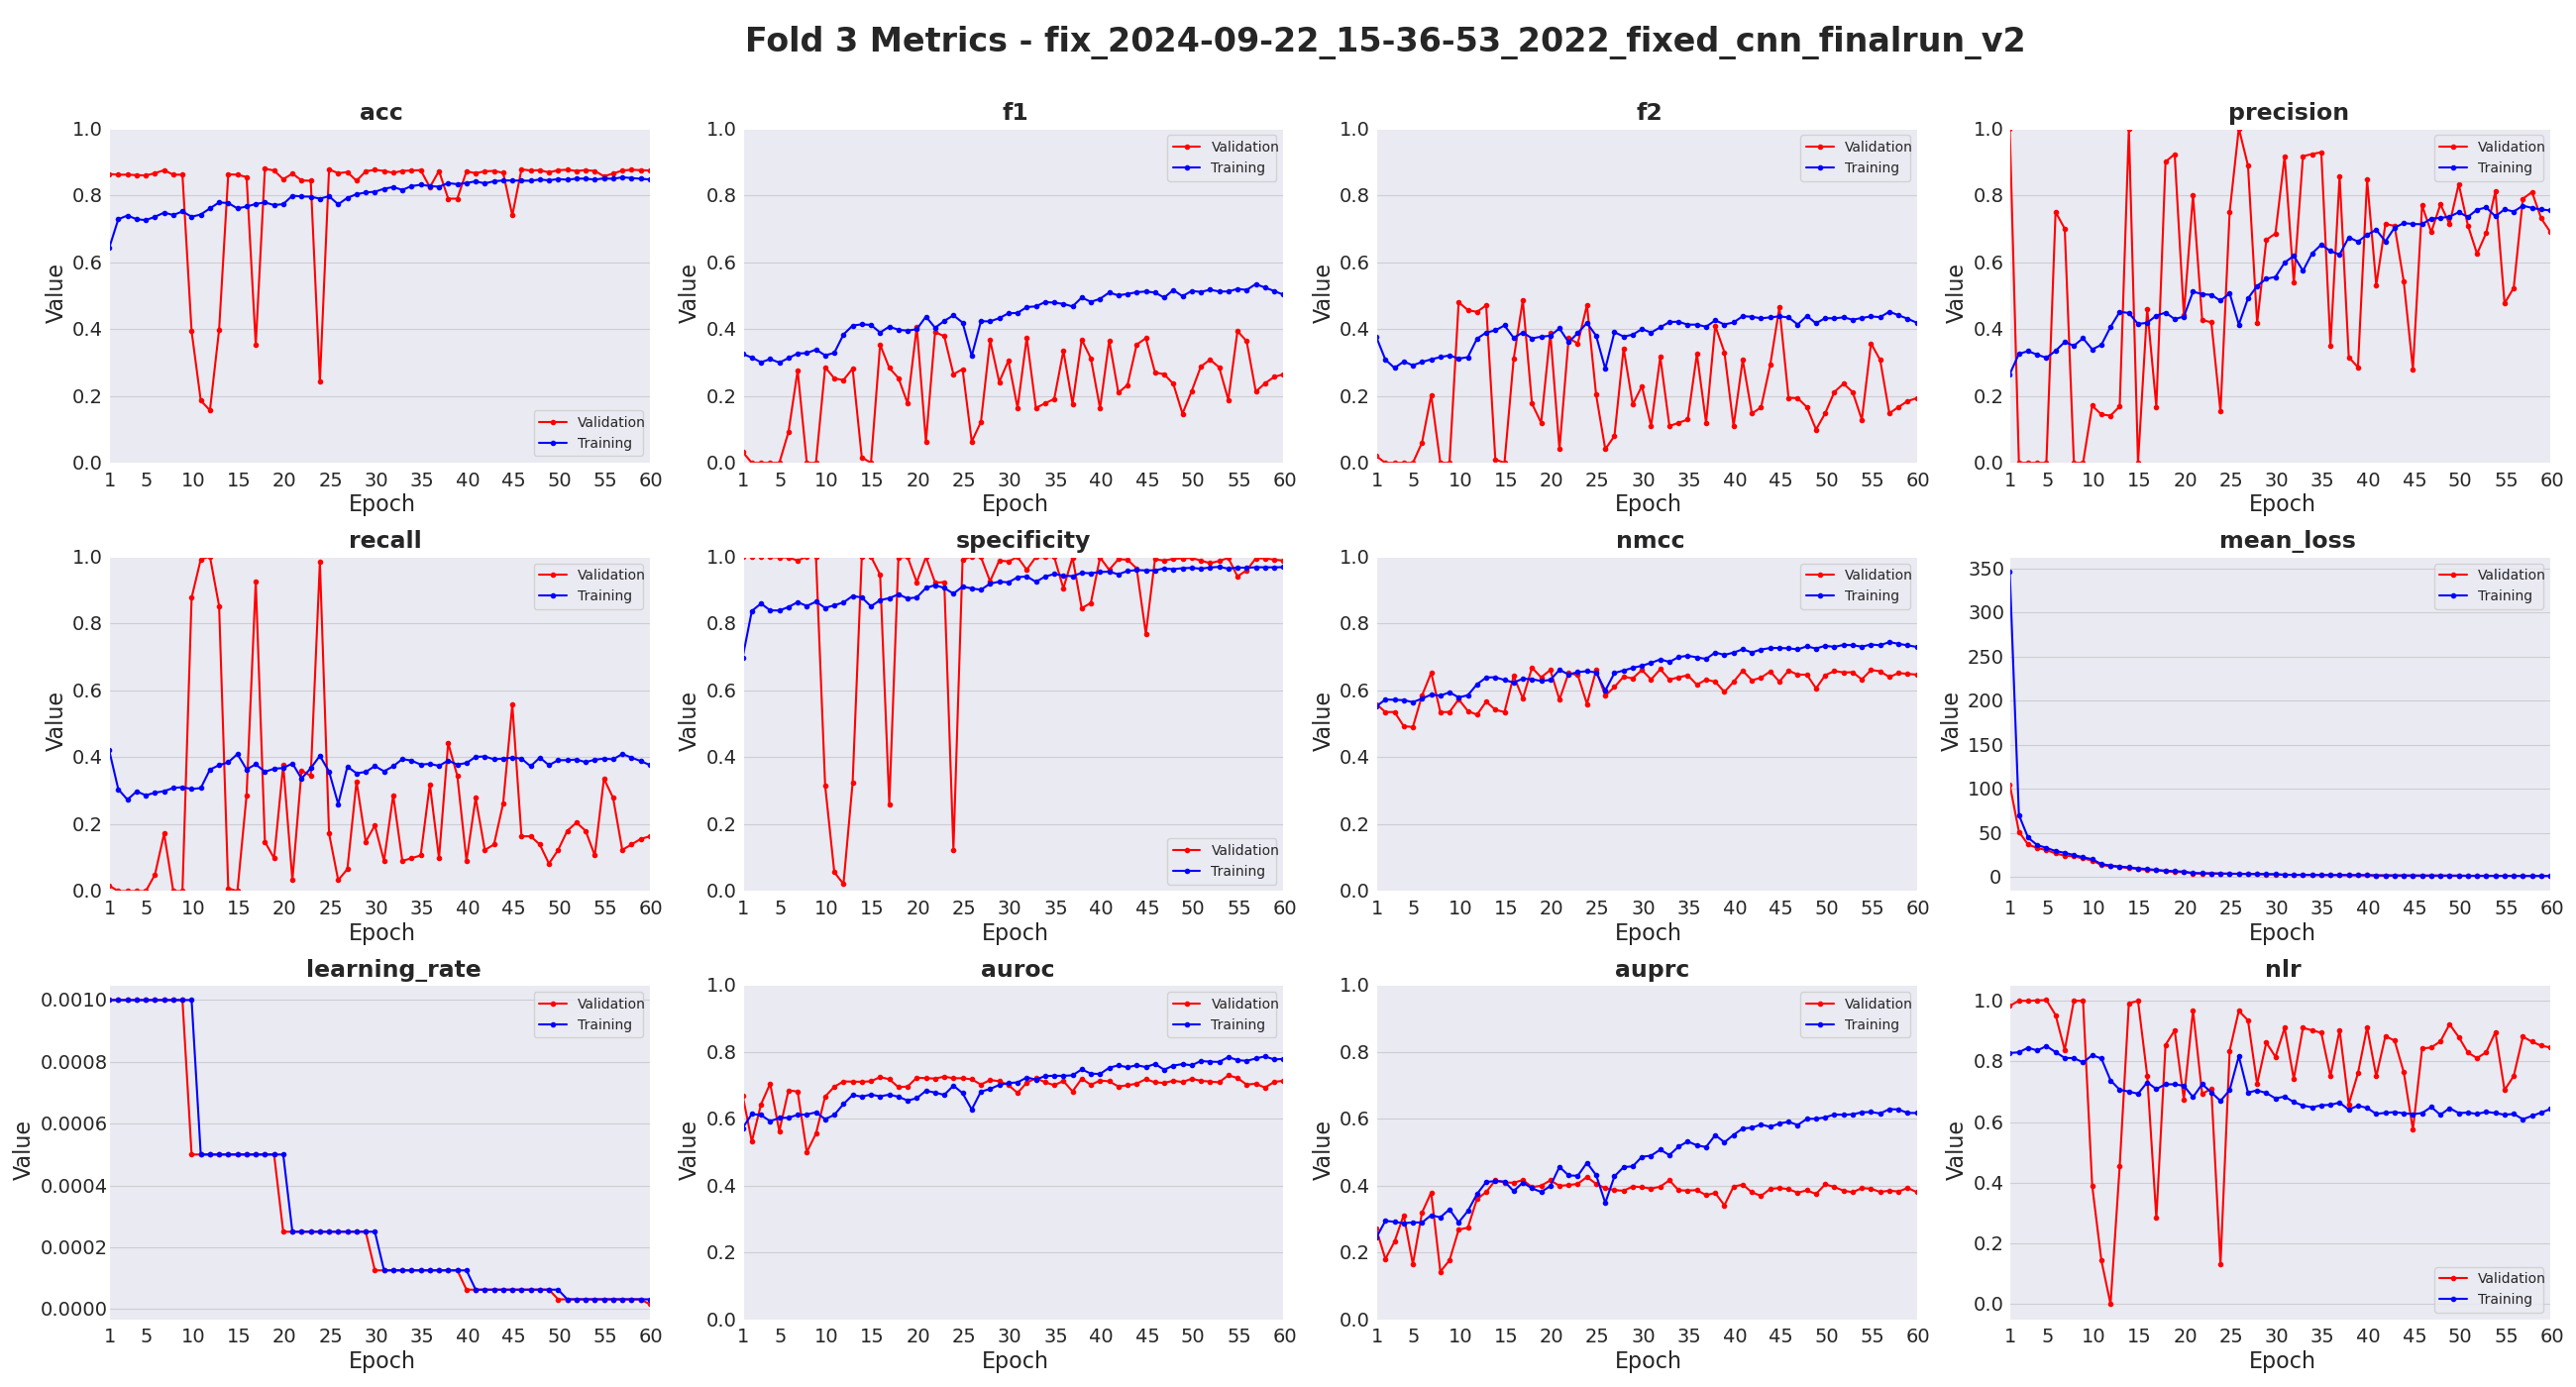 Fold 3 Metrics - fix_2024-09-22_15-36-53_2022_fixed_cnn_finalrun_v2
acc
1.0
0.8
0.6
0.4
0.2
0.0
Value
Validation
Training
1 5 10 15 20 25 30 35 40 45 50 55 60
Epoch
f1
1.0
0.8
0.6
0.4
0.2
0.0
Value
Validation
Training
1 5 10 15 20 25 30 35 40 45 50 55 60
Epoch
f2
1.0
0.8
0.6
0.4
0.2
0.0
Value
Validation
Training
1 5 10 15 20 25 30 35 40 45 50 55 60
Epoch
precision
1.0
0.8
0.6
0.4
0.2
0.0
Value
Validation
Training
1 5 10 15 20 25 30 35 40 45 50 55 60
Epoch
recall
1.0
0.8
0.6
0.4
0.2
0.0
Value
Validation
Training
1 5 10 15 20 25 30 35 40 45 50 55 60
Epoch
specificity
1.0
0.8
0.6
0.4
0.2
0.0
Value
Validation
Training
1 5 10 15 20 25 30 35 40 45 50 55 60
Epoch
nmcc
1.0
0.8
0.6
0.4
0.2
0.0
Value
Validation
Training
1 5 10 15 20 25 30 35 40 45 50 55 60
Epoch
mean_loss
350
300
250
200
150
100
50
0
Value
Validation
Training
1 5 10 15 20 25 30 35 40 45 50 55 60
Epoch
learning_rate
0.0010
0.0008
0.0006
0.0004
0.0002
0.0000
Value
Validation
Training
1 5 10 15 20 25 30 35 40 45 50 55 60
Epoch
auroc
1.0
0.8
0.6
0.4
0.2
0.0
Value
Validation
Training
1 5 10 15 20 25 30 35 40 45 50 55 60
Epoch
auprc
1.0
0.8
0.6
0.4
0.2
0.0
Value
Validation
Training
1 5 10 15 20 25 30 35 40 45 50 55 60
Epoch
nlr
1.0
0.8
0.6
0.4
0.2
0.0
Value
Validation
Training
1 5 10 15 20 25 30 35 40 45 50 55 60
Epoch